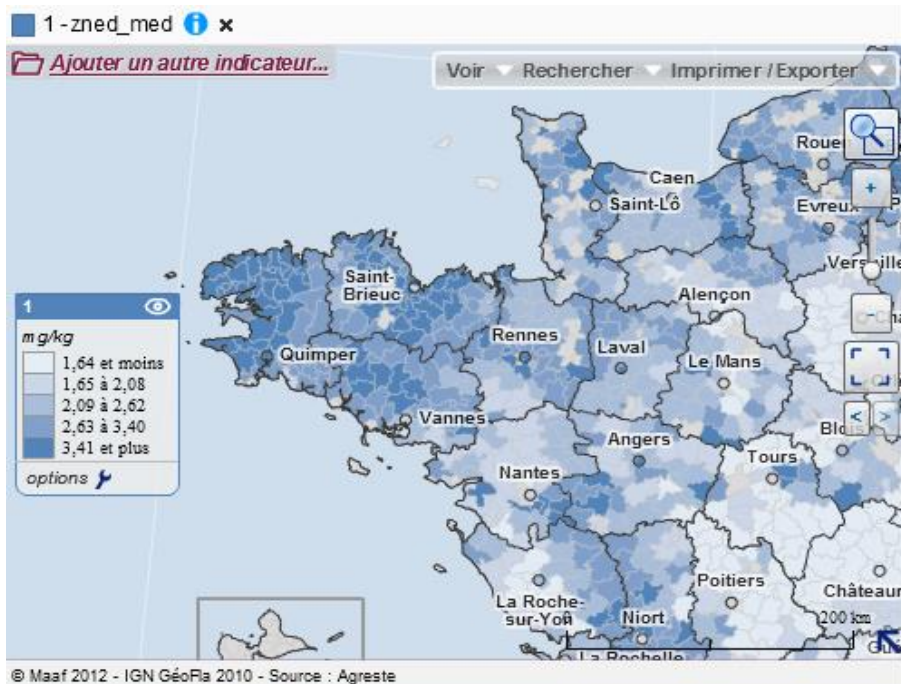 1 - zned_med
Ajouter un autre indicateur...
Voir Rechercher Imprimer / Exporter
Rouen
Caen
Saint-Lô
Evreux
Saint-
Brieuc
Alençon
1
mg/kg
1,64 et moins
1,65 à 2,08
2,09 à 2,62
2,63 à 3,40
3,41 et plus
options
Rennes
Laval
Le Mans
Quimper
Vannes
Angers
Blois
Tours
Nantes
Poitiers
La Roche-
sur-Yon
Niort
200 km
La Rochelle
© Maaf 2012 - IGN GéoFla 2010 - Source : Agreste